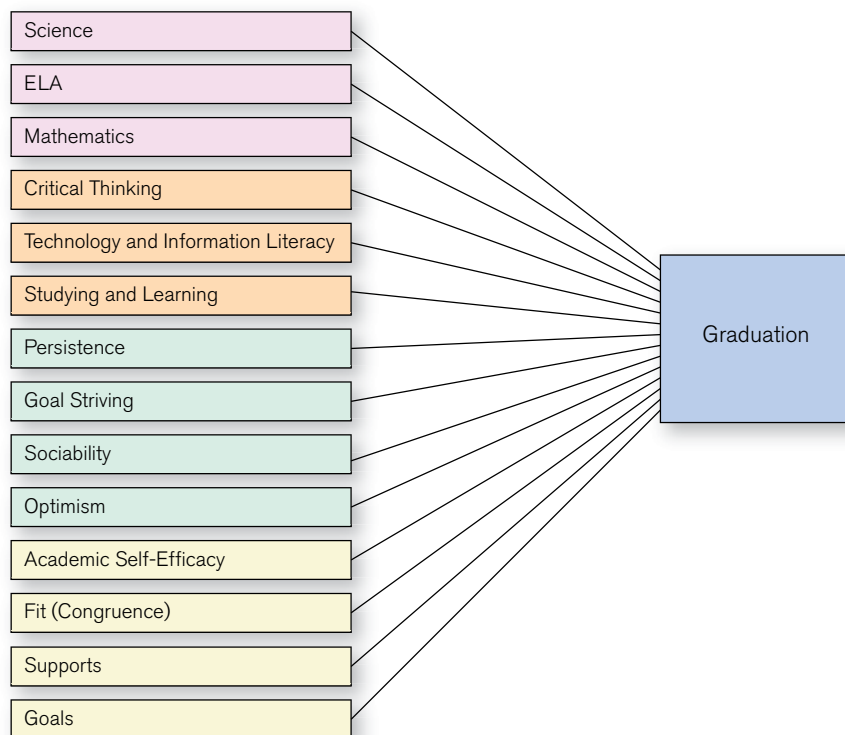 Science
ELA
Mathematics
Critical Thinking
Technology and Information Literacy
Studying and Learning
Persistence
Goal Striving
Sociability
Optimism
Academic Self-Efficacy
Fit (Congruence)
Supports
Goals
Graduation